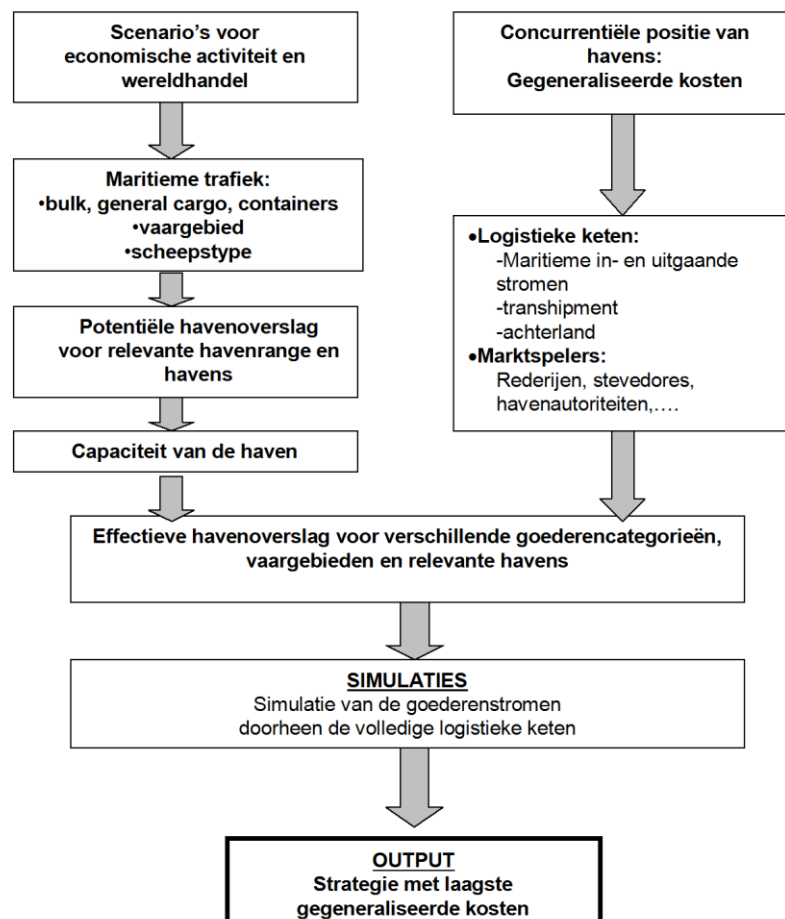 Scenario's voor
economische activiteit en
wereldhandel
Concurrentiële positie van
havens:
Gegeneraliseerde kosten
Maritieme trafiek:
•bulk, general cargo, containers
•vaargebied
•scheepstype
•Logistieke keten:
-Maritieme in- en uitgaande
stromen
-transhipment
-achterland
•Marktspelers:
Rederijen, stevedores,
havenautoriteiten,....
Potentiële havenoverslag
voor relevante havenrange en
havens
Capaciteit van de haven
Effectieve havenoverslag voor verschillende goederencategorieën,
vaargebieden en relevante havens
SIMULATIES
Simulatie van de goederenstromen
doorheen de volledige logistieke keten
OUTPUT
Strategie met laagste
gegeneraliseerde kosten